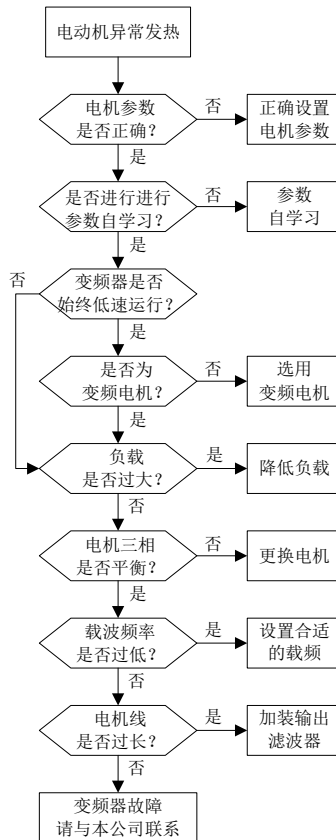 电动机异常发热
电机参数
是否正确？
否
正确设置
电机参数
是
是否进行进行
参数自学习？
否
参数
自学习
是
否
变频器是否
始终低速运行？
是
是否为
变频电机？
否
选用
变频电机
是
负载
是否过大？
是
降低负载
否
电机三相
是否平衡？
否
更换电机
是
载波频率
是否过低？
是
设置合适
的载频
否
电机线
是否过长？
是
加装输出
滤波器
否
变频器故障
请与本公司联系